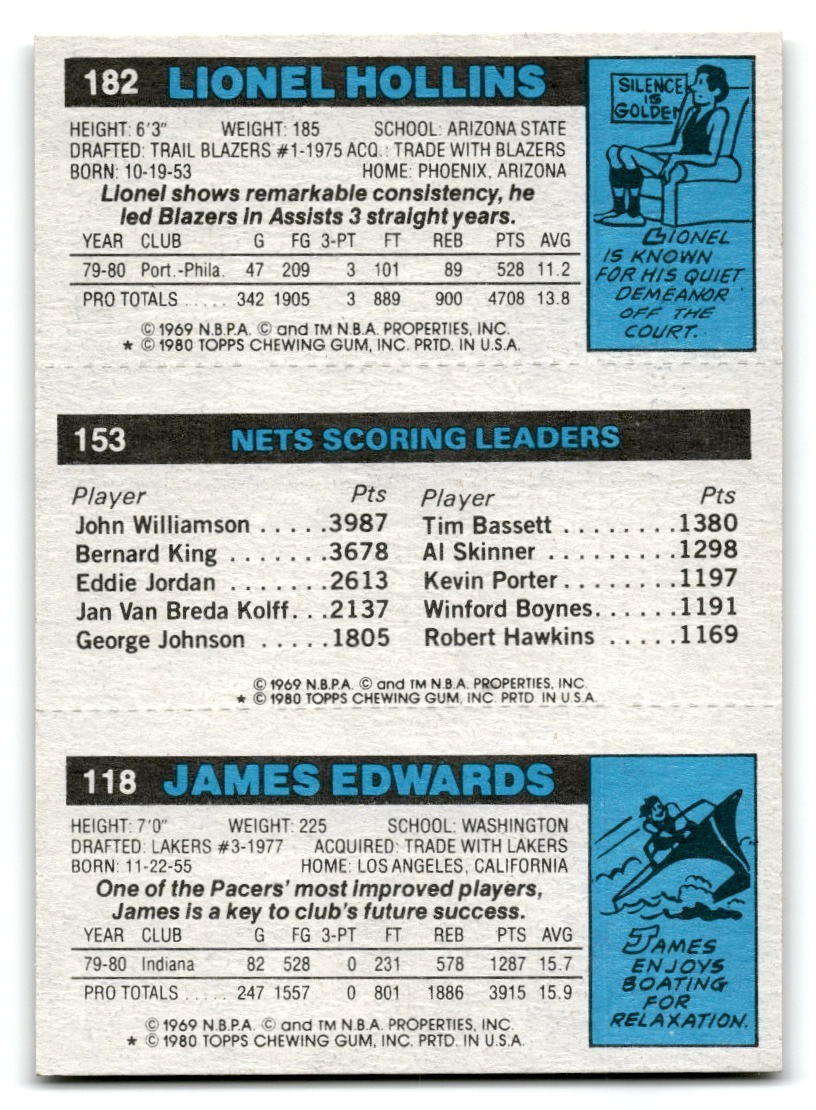 182 LIONEL HOLLINS
HEIGHT: 6'3" WEIGHT: 185 SCHOOL: ARIZONA STATE
DRAFTED: TRAIL BLAZERS #1-1975 ACQ.: TRADE WITH BLAZERS
BORN: 10-19-53 HOME: PHOENIX, ARIZONA
Lionel shows remarkable consistency, he
led Blazers in Assists 3 straight years.
YEAR CLUB G FG 3-PT FT REB PTS AVG
79-80 Port.-Phila. 47 209 3 101 89 528 11.2
PRO TOTALS ..... 342 1905 3 889 900 4708 13.8
© 1969 N.B.P.A. © and TM N.B.A. PROPERTIES, INC.
★ © 1980 TOPPS CHEWING GUM, INC. PRTD. IN U.S.A.
SILENCE
IS
GOLDEN
LIONEL
IS KNOWN
FOR HIS QUIET
DEMEANOR
OFF THE
COURT.
153 NETS SCORING LEADERS
Player Pts Player Pts
John Williamson .....3987 Tim Bassett ........1380
Bernard King .......3678 Al Skinner .........1298
Eddie Jordan .......2613 Kevin Porter.......1197
Jan Van Breda Kolff...2137 Winford Boynes......1191
George Johnson .....1805 Robert Hawkins .....1169
© 1969 N.B.P.A. © and TM N.B.A. PROPERTIES, INC.
★ © 1980 TOPPS CHEWING GUM, INC. PRTD. IN U.S.A.
118 JAMES EDWARDS
HEIGHT: 7'0" WEIGHT: 225 SCHOOL: WASHINGTON
DRAFTED: LAKERS #3-1977 ACQUIRED: TRADE WITH LAKERS
BORN: 11-22-55 HOME: LOS ANGELES, CALIFORNIA
One of the Pacers' most improved players,
James is a key to club's future success.
YEAR CLUB G FG 3-PT FT REB PTS AVG
79-80 Indiana 82 528 0 231 578 1287 15.7
PRO TOTALS ..... 247 1557 0 801 1886 3915 15.9
© 1969 N.B.P.A. © and TM N.B.A. PROPERTIES, INC.
★ © 1980 TOPPS CHEWING GUM, INC. PRTD. IN U.S.A.
JAMES
ENJOYS
BOATING
FOR
RELAXATION.